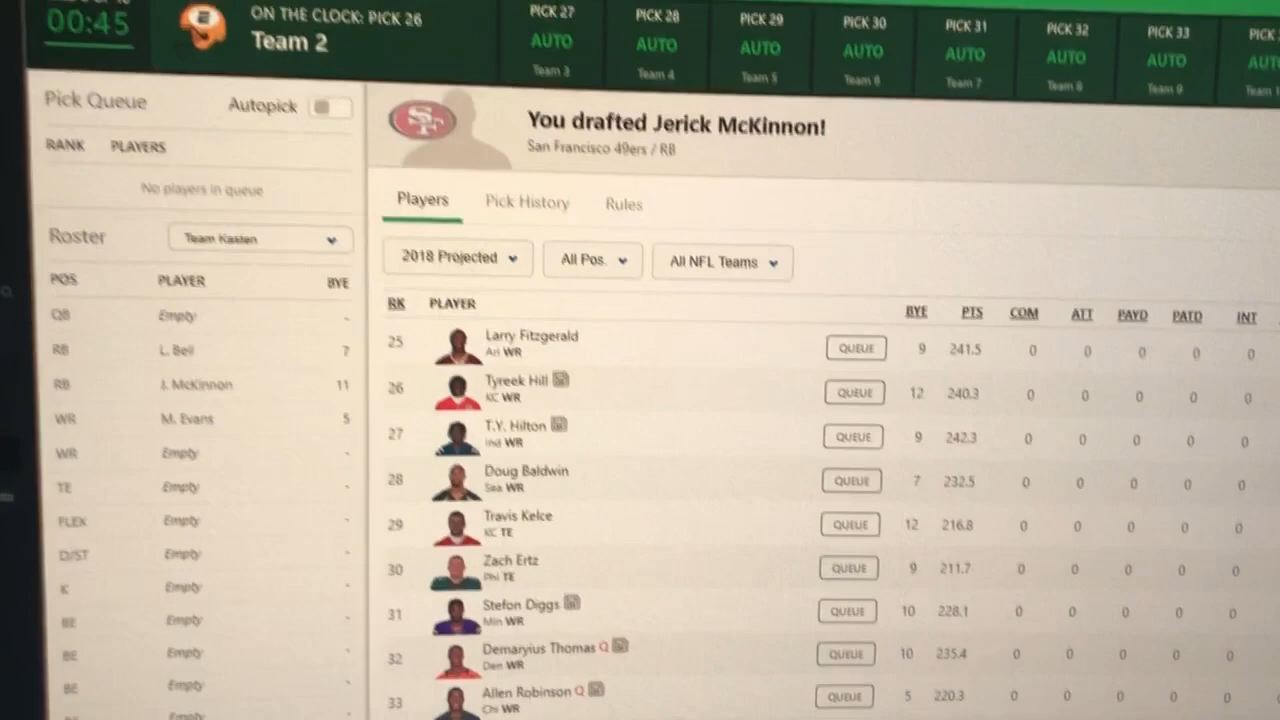 00:45
ON THE CLOCK: PICK 26
Team 2
PICK 27 PICK 28 PICK 29 PICK 30 PICK 31 PICK 32 PICK 33 PICK
AUTO AUTO AUTO AUTO AUTO AUTO AUTO
Team 3 Team 4 Team 5 Team 6 Team 7 Team 8 Team 9 Team
Pick Queue Autopick
RANK PLAYERS
No players in queue
Roster Team Kasten
POS PLAYER BYE
QB Empty -
RB L. Bell 7
RB J. McKinnon 11
WR M. Evans 5
WR Empty -
TE Empty -
FLEX Empty -
D/ST Empty -
K Empty -
BE Empty -
BE Empty -
BE Empty -
Empty
SF
You drafted Jerick McKinnon!
San Francisco 49ers / RB
Players Pick History Rules
2018 Projected All Pos. All NFL Teams
RK PLAYER BYE PTS COM ATT PAYD PATD INT
25 Larry Fitzgerald QUEUE 9 241.5 0 0 0 0 0
Ari WR
26 Tyreek Hill QUEUE 12 240.3 0 0 0 0 0
KC WR
27 T.Y. Hilton QUEUE 9 242.3 0 0 0 0 0
Ind WR
28 Doug Baldwin QUEUE 7 232.5 0 0 0 0 0
Sea WR
29 Travis Kelce QUEUE 12 216.8 0 0 0 0 0
KC TE
30 Zach Ertz QUEUE 9 211.7 0 0 0 0 0
Phi TE
31 Stefon Diggs QUEUE 10 228.1 0 0 0 0 0
Min WR
32 Demaryius Thomas Q QUEUE 10 235.4 0 0 0 0 0
Den WR
33 Allen Robinson Q QUEUE 5 220.3 0 0 0 0 0
Chi WR